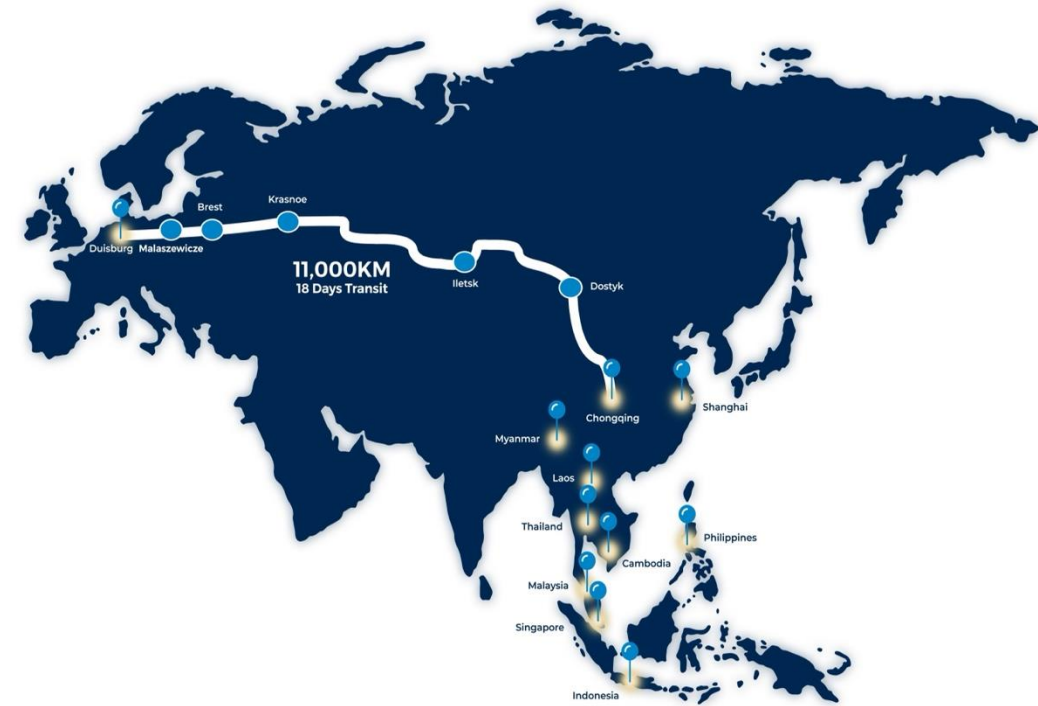 Krasnoe
Brest
Duisburg
Malaszewicze
11,000KM
18 Days Transit
Iletsk
Dostyk
Chongqing
Shanghai
Myanmar
Laos
Thailand
Philippines
Cambodia
Malaysia
Singapore
Indonesia